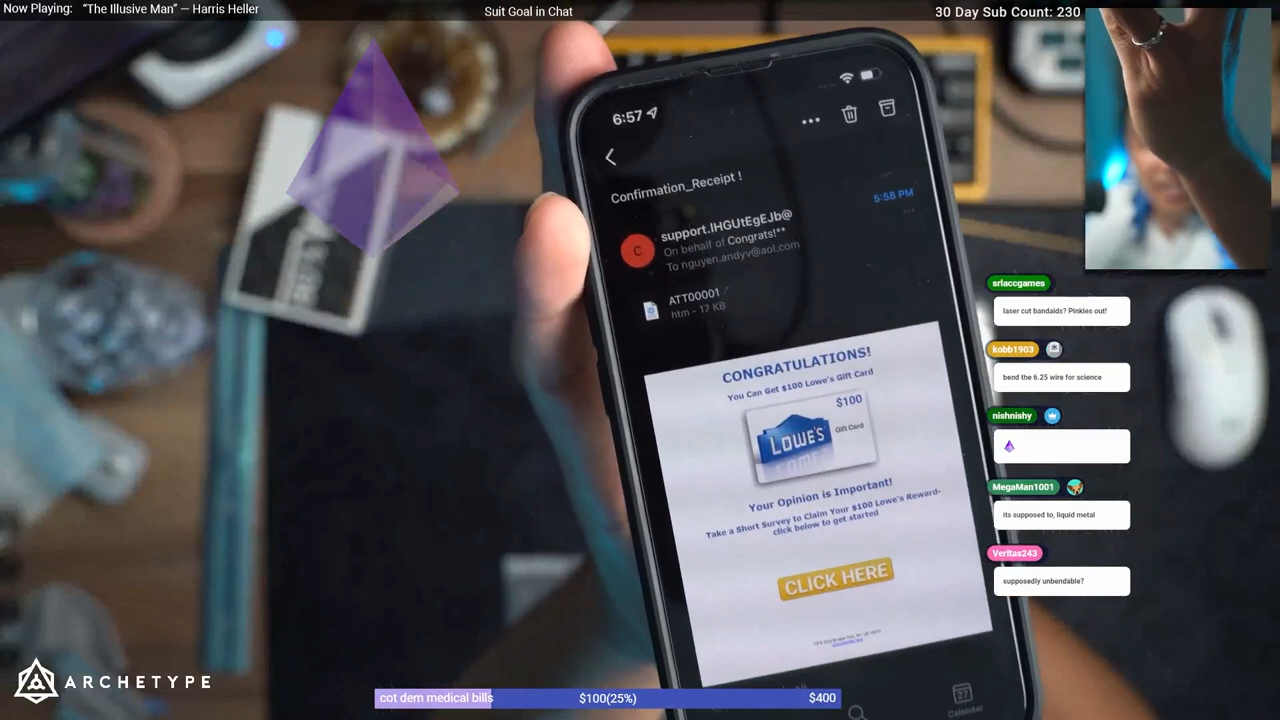 Now Playing: "The Illusive Man" — Harris Heller
Suit Goal in Chat
30 Day Sub Count: 230
6:57
Confirmation_Receipt !
support.IHGUtEgEJb@
5:58 PM
C
On behalf of Congrats!**
To nguyen.andyv@aol.com
ATT00001
htm - 17 KB
CONGRATULATIONS!
You Can Get $100 Lowe's Gift Card
$100
LOWE'S
Gift Card
Your Opinion is Important!
Take a Short Survey to Claim Your $100 Lowe's Reward-
click below to get started
CLICK HERE
27
Calendar
srlaccgames
laser cut bandaids? Pinkies out!
kobb1903
bend the 6.25 wire for science
nishnishy
MegaMan1001
its supposed to, liquid metal
Veritas243
supposedly unbendable?
ARCHETYPE
cot dem medical bills
$100(25%)
$400